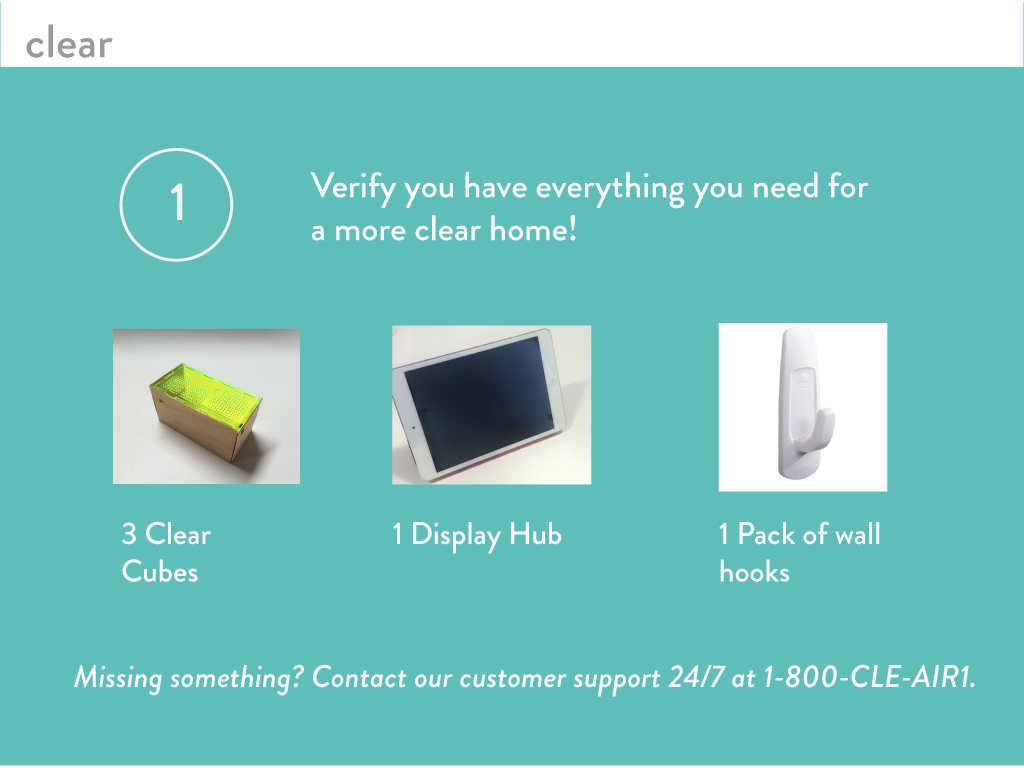 clear
1
Verify you have everything you need for
a more clear home!
3 Clear
Cubes
1 Display Hub
1 Pack of wall
hooks
Missing something? Contact our customer support 24/7 at 1-800-CLE-AIR1.